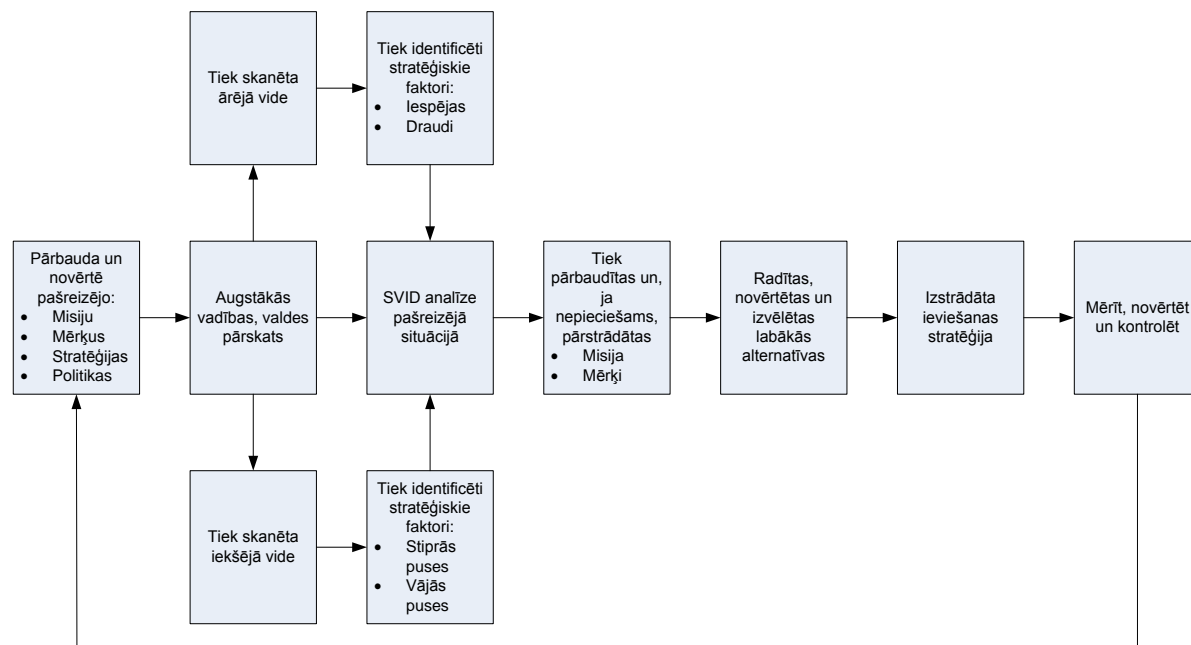 Tiek skanēta
ārējā vide
Tiek identificēti
stratēģiskie
faktori:
• Iespējas
• Draudi
Pārbauda un
novērtē
pašreizējo:
• Misiju
• Mērķus
• Stratēģijas
• Politikas
Augstākās
vadības, valdes
pārskats
SVID analīze
pašreizējā
situācijā
Tiek
pārbaudītas un,
ja
nepieciešams,
pārstrādātas
• Misija
• Mērķi
Radītas,
novērtētas un
izvēlētas
labākās
alternatīvas
Izstrādāta
ieviešanas
stratēģija
Mērīt, novērtēt
un kontrolēt
Tiek skanēta
iekšējā vide
Tiek identificēti
stratēģiskie
faktori:
• Stiprās
puses
• Vājās
puses